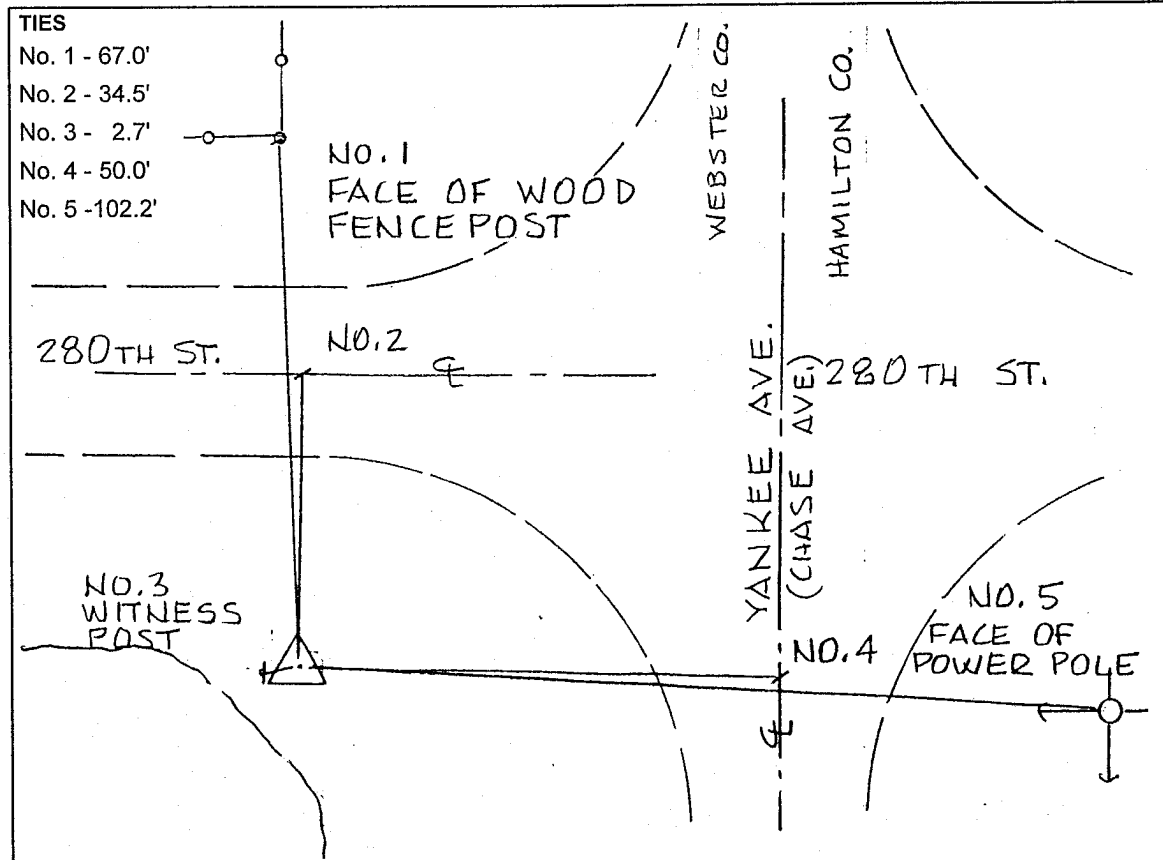 TIES
No. 1 - 67.0'
No. 2 - 34.5'
No. 3 - 2.7'
No. 4 - 50.0'
No. 5 -102.2'
NO. 1
FACE OF WOOD
FENCE POST
WEBSTER CO.
HAMILTON CO.
280TH ST.
NO. 2
℄
YANKEE AVE.
(CHASE AVE.)
280TH ST.
NO. 3
WITNESS
POST
NO. 4
℄
NO. 5
FACE OF
POWER POLE